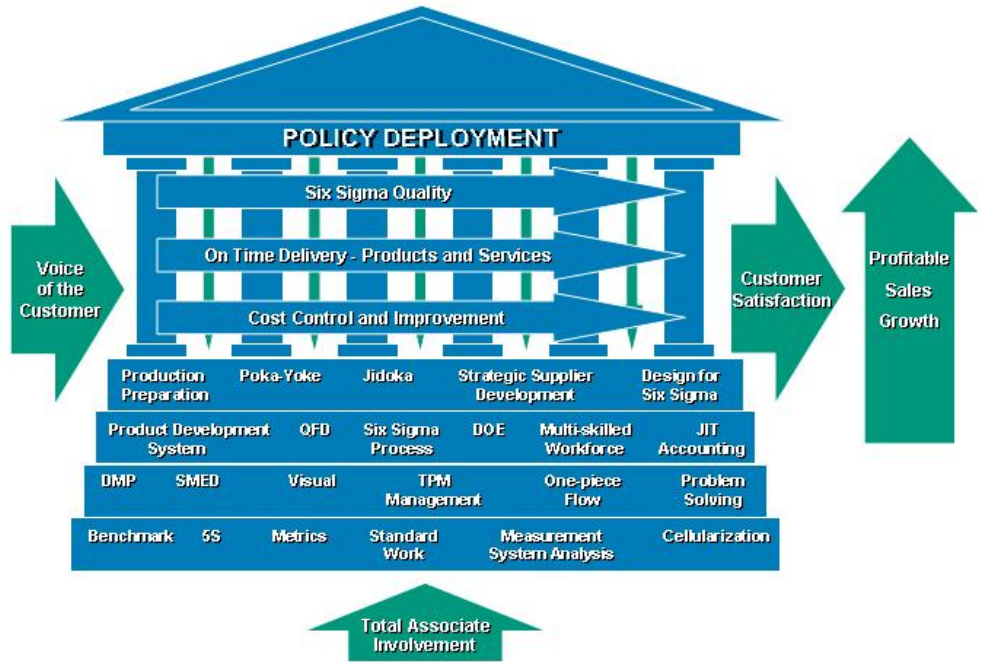 POLICY DEPLOYMENT
Six Sigma Quality
On Time Delivery - Products and Services
Cost Control and Improvement
Voice
of the
Customer
Customer
Satisfaction
Profitable
Sales
Growth
Production Poka-Yoke Jidoka Strategic Supplier Design for
Preparation Development Six Sigma
Product Development QFD Six Sigma DOE Multi-skilled JIT
System Process Workforce Accounting
DMP SMED Visual TPM One-piece Problem
Management Flow Solving
Benchmark 5S Metrics Standard Measurement Cellularization
Work System Analysis
Total Associate
Involvement